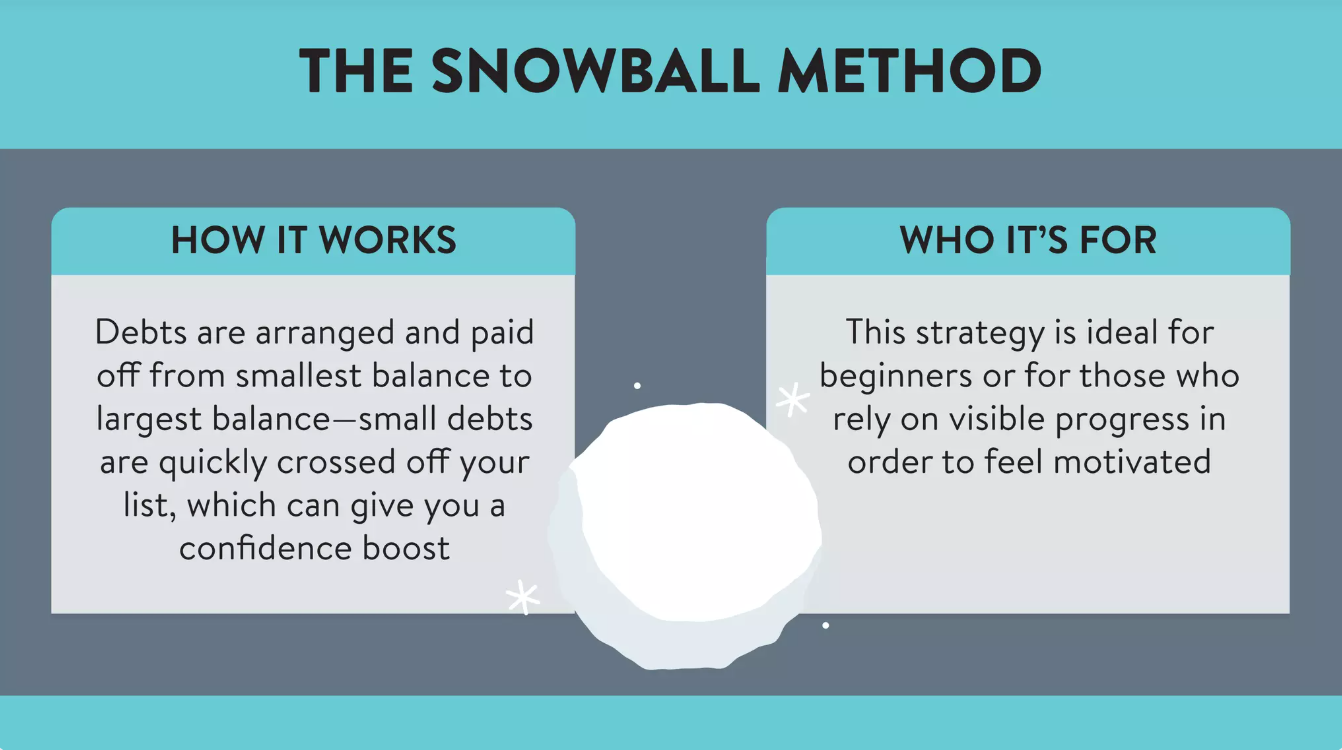 THE SNOWBALL METHOD
HOW IT WORKS
Debts are arranged and paid
off from smallest balance to
largest balance—small debts
are quickly crossed off your
list, which can give you a
confidence boost
WHO IT’S FOR
This strategy is ideal for
beginners or for those who
rely on visible progress in
order to feel motivated